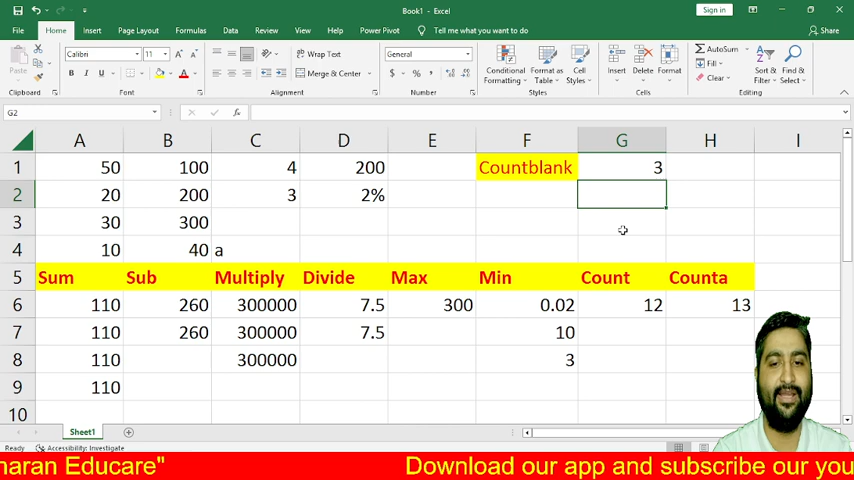 Book1 - Excel
Sign in
File Home Insert Page Layout Formulas Data Review View Help Power Pivot Tell me what you want to do Share
Paste Calibri 11 Wrap Text General AutoSum
Fill
B I U Merge & Center $ % Conditional Formatting Format as Table Cell Styles Insert Delete Format Clear Sort & Filter Find & Select
Clipboard Font Alignment Number Styles Cells Editing
G2 fx
A B C D E F G H I
1 50 100 4 200 Countblank 3
2 20 200 3 2%
3 30 300
4 10 40 a
5 Sum Sub Multiply Divide Max Min Count Counta
6 110 260 300000 7.5 300 0.02 12 13
7 110 260 300000 7.5 10
8 110 300000 3
9 110
10
Sheet1
Ready Accessibility: Investigate
haran Educare" Download our app and subscribe our you